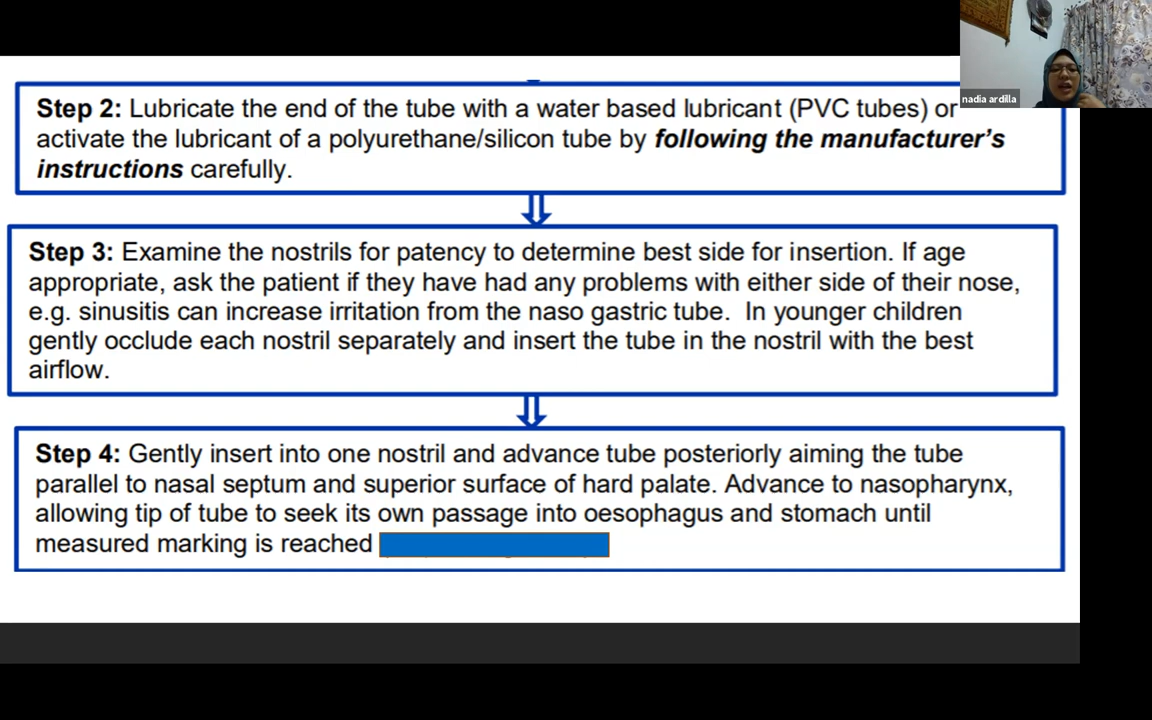 nadia ardilla
Step 2: Lubricate the end of the tube with a water based lubricant (PVC tubes) or
activate the lubricant of a polyurethane/silicon tube by following the manufacturer's
instructions carefully.
Step 3: Examine the nostrils for patency to determine best side for insertion. If age
appropriate, ask the patient if they have had any problems with either side of their nose,
e.g. sinusitis can increase irritation from the naso gastric tube. In younger children
gently occlude each nostril separately and insert the tube in the nostril with the best
airflow.
Step 4: Gently insert into one nostril and advance tube posteriorly aiming the tube
parallel to nasal septum and superior surface of hard palate. Advance to nasopharynx,
allowing tip of tube to seek its own passage into oesophagus and stomach until
measured marking is reached